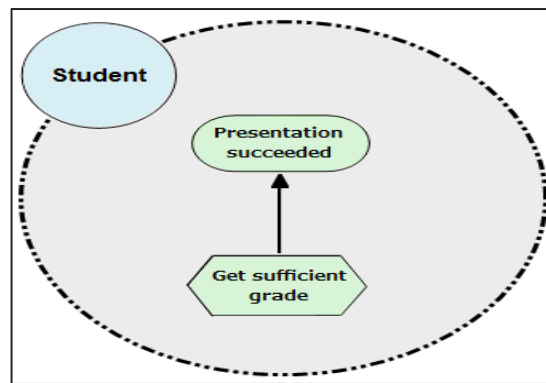 Student
Presentation
succeeded
Get sufficient
grade